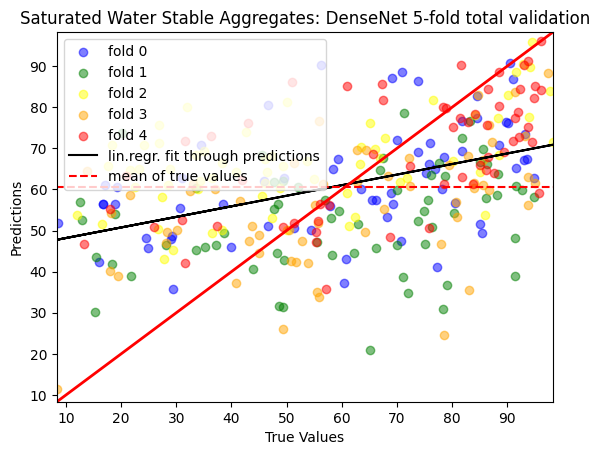 Saturated Water Stable Aggregates: DenseNet 5-fold total validation
fold 0
fold 1
fold 2
fold 3
fold 4
lin.regr. fit through predictions
mean of true values
Predictions
90
80
70
60
50
40
30
20
10
10 20 30 40 50 60 70 80 90
True Values